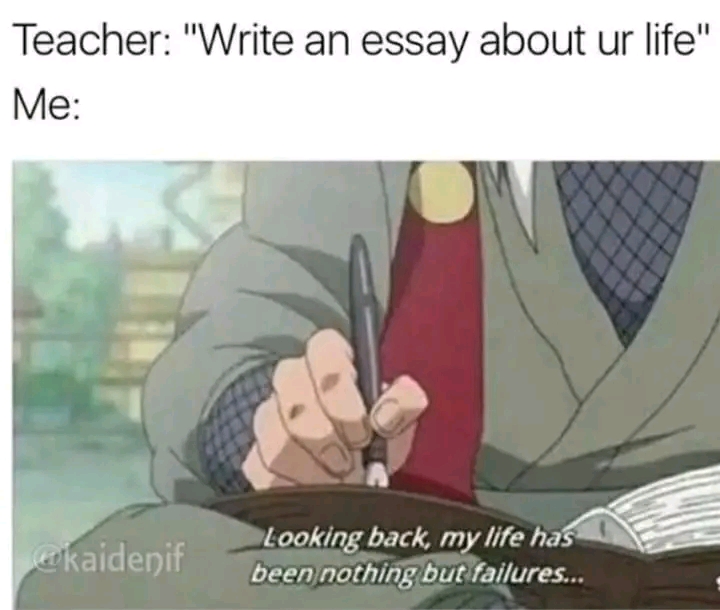 Teacher: "Write an essay about ur life"
Me:
Looking back, my life has
been nothing but failures...
@kaidenif